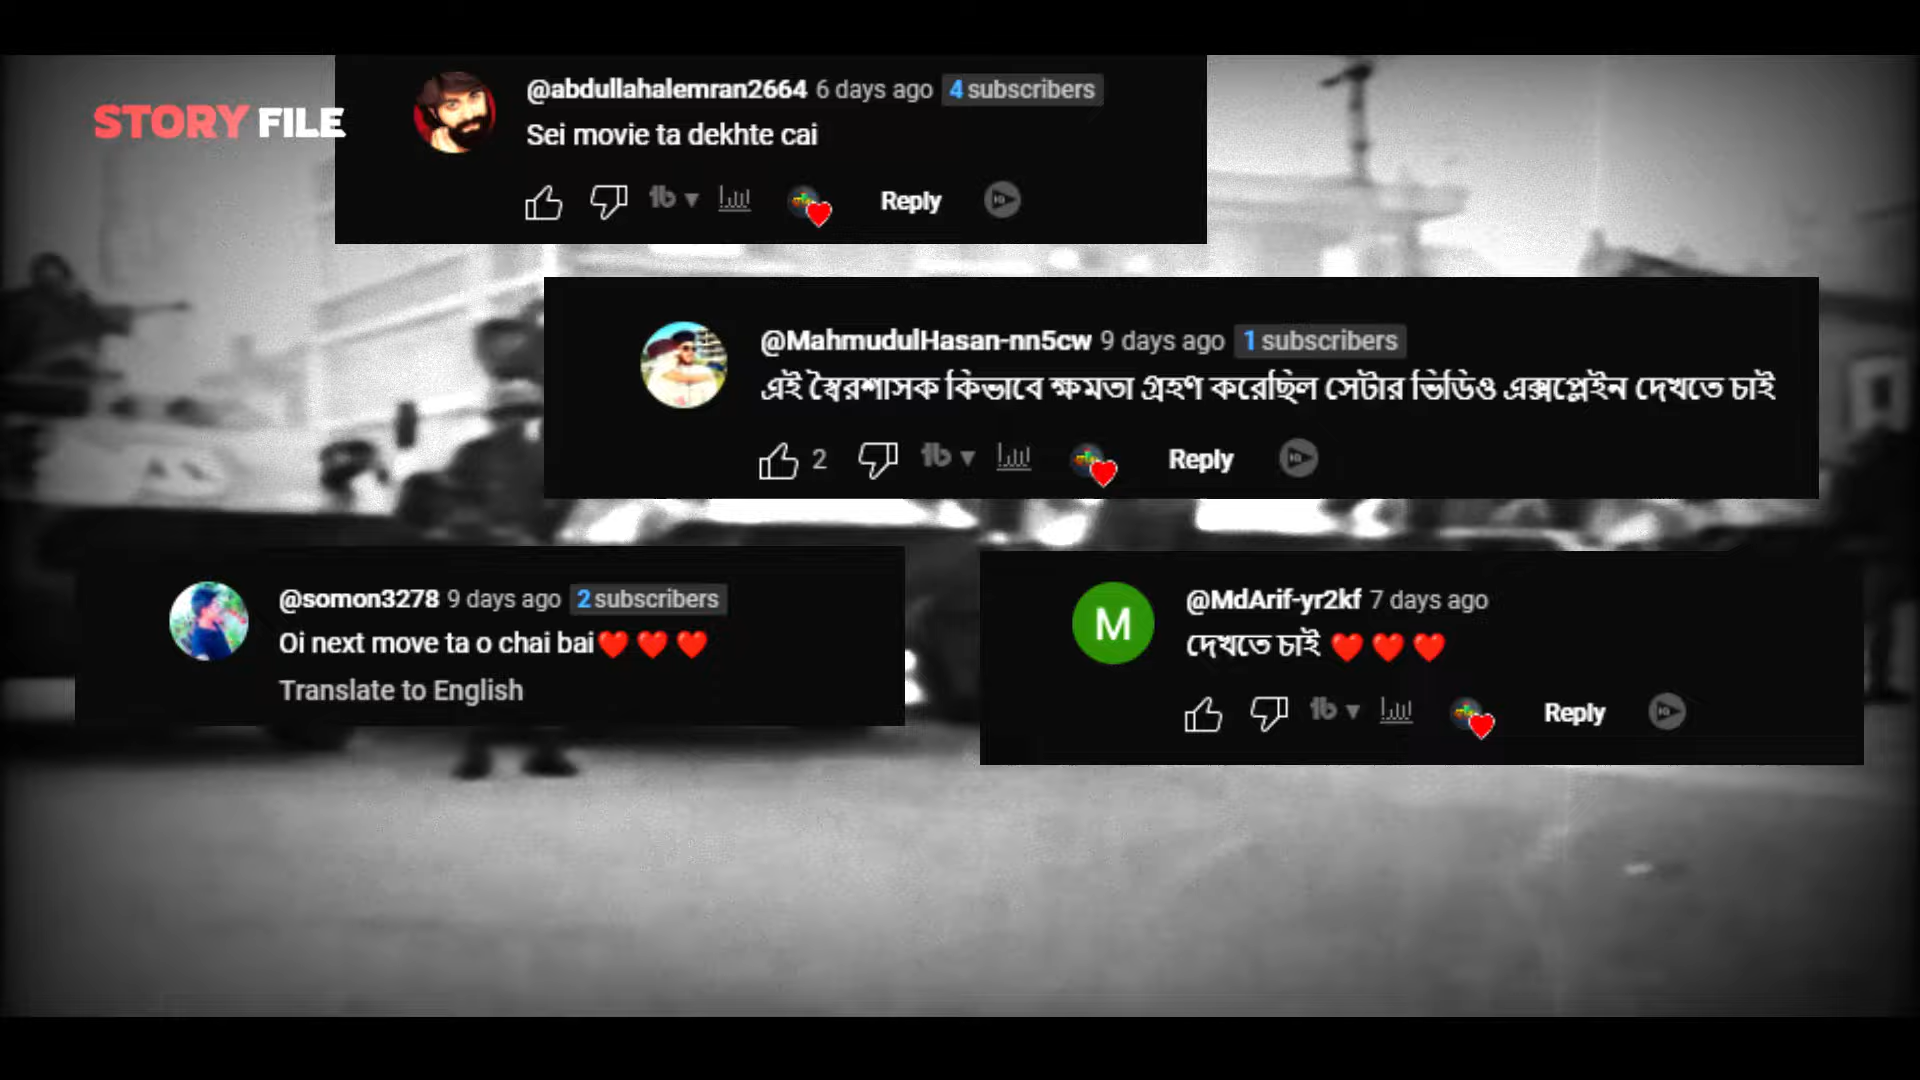 STORY FILE
@abdullahalemran2664 6 days ago 4 subscribers
Sei movie ta dekhte cai
Reply
@MahmudulHasan-nn5cw 9 days ago 1 subscribers
এই স্বৈরশাসক কিভাবে ক্ষমতা গ্রহণ করেছিল সেটার ভিডিও এক্সপ্লেইন দেখতে চাই
2 Reply
@somon3278 9 days ago 2 subscribers
Oi next move ta o chai bai❤️❤️❤️
Translate to English
M
@MdArif-yr2kf 7 days ago
দেখতে চাই ❤️❤️❤️
Reply